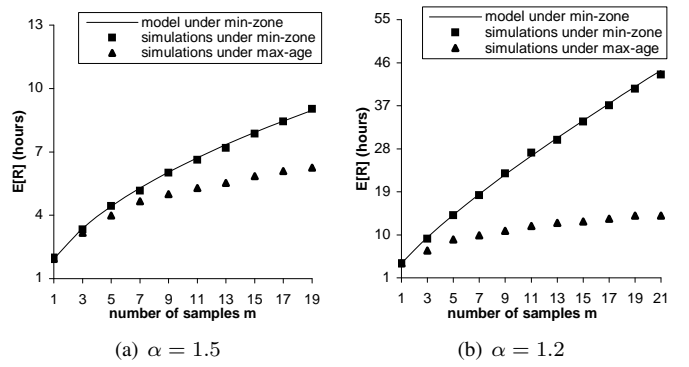 model under min-zone
simulations under min-zone
simulations under max-age
13
10
7
4
1
E[R] (hours)
1 3 5 7 9 11 13 15 17 19
number of samples m
(a) α = 1.5
model under min-zone
simulations under min-zone
simulations under max-age
55
46
37
28
19
10
1
E[R] (hours)
1 3 5 7 9 11 13 15 17 19 21
number of samples m
(b) α = 1.2